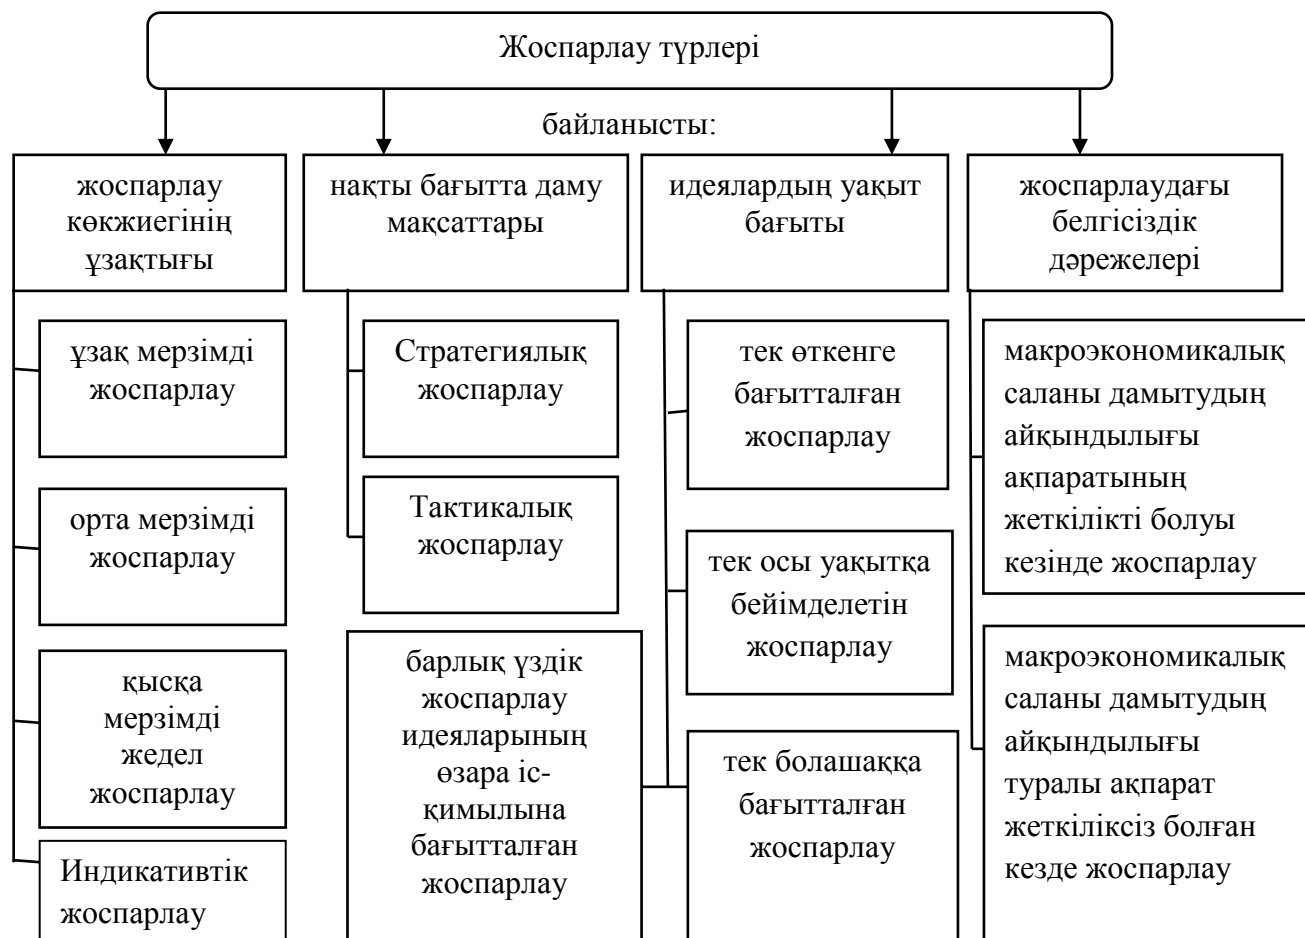 Жоспарлау түрлері
байланысты:
жоспарлау
көкжиегінің
ұзақтығы
ұзақ мерзімді
жоспарлау
орта мерзімді
жоспарлау
қысқа
мерзімді
жедел
жоспарлау
Индикативтік
жоспарлау
нақты бағытта даму
мақсаттары
Стратегиялық
жоспарлау
Тактикалық
жоспарлау
барлық үздік
жоспарлау
идеяларының
өзара іс-
қимылына
бағытталған
жоспарлау
идеялардың уақыт
бағыты
тек өткенге
бағытталған
жоспарлау
тек осы уақытқа
бейімделетін
жоспарлау
тек болашаққа
бағытталған
жоспарлау
жоспарлаудағы
белгісіздік
дәрежелері
макроэкономикалық
саланы дамытудың
айқындылығы
ақпаратының
жеткілікті болуы
кезінде жоспарлау
макроэкономикалық
саланы дамытудың
айқындылығы
туралы ақпарат
жеткіліксіз болған
кезде жоспарлау